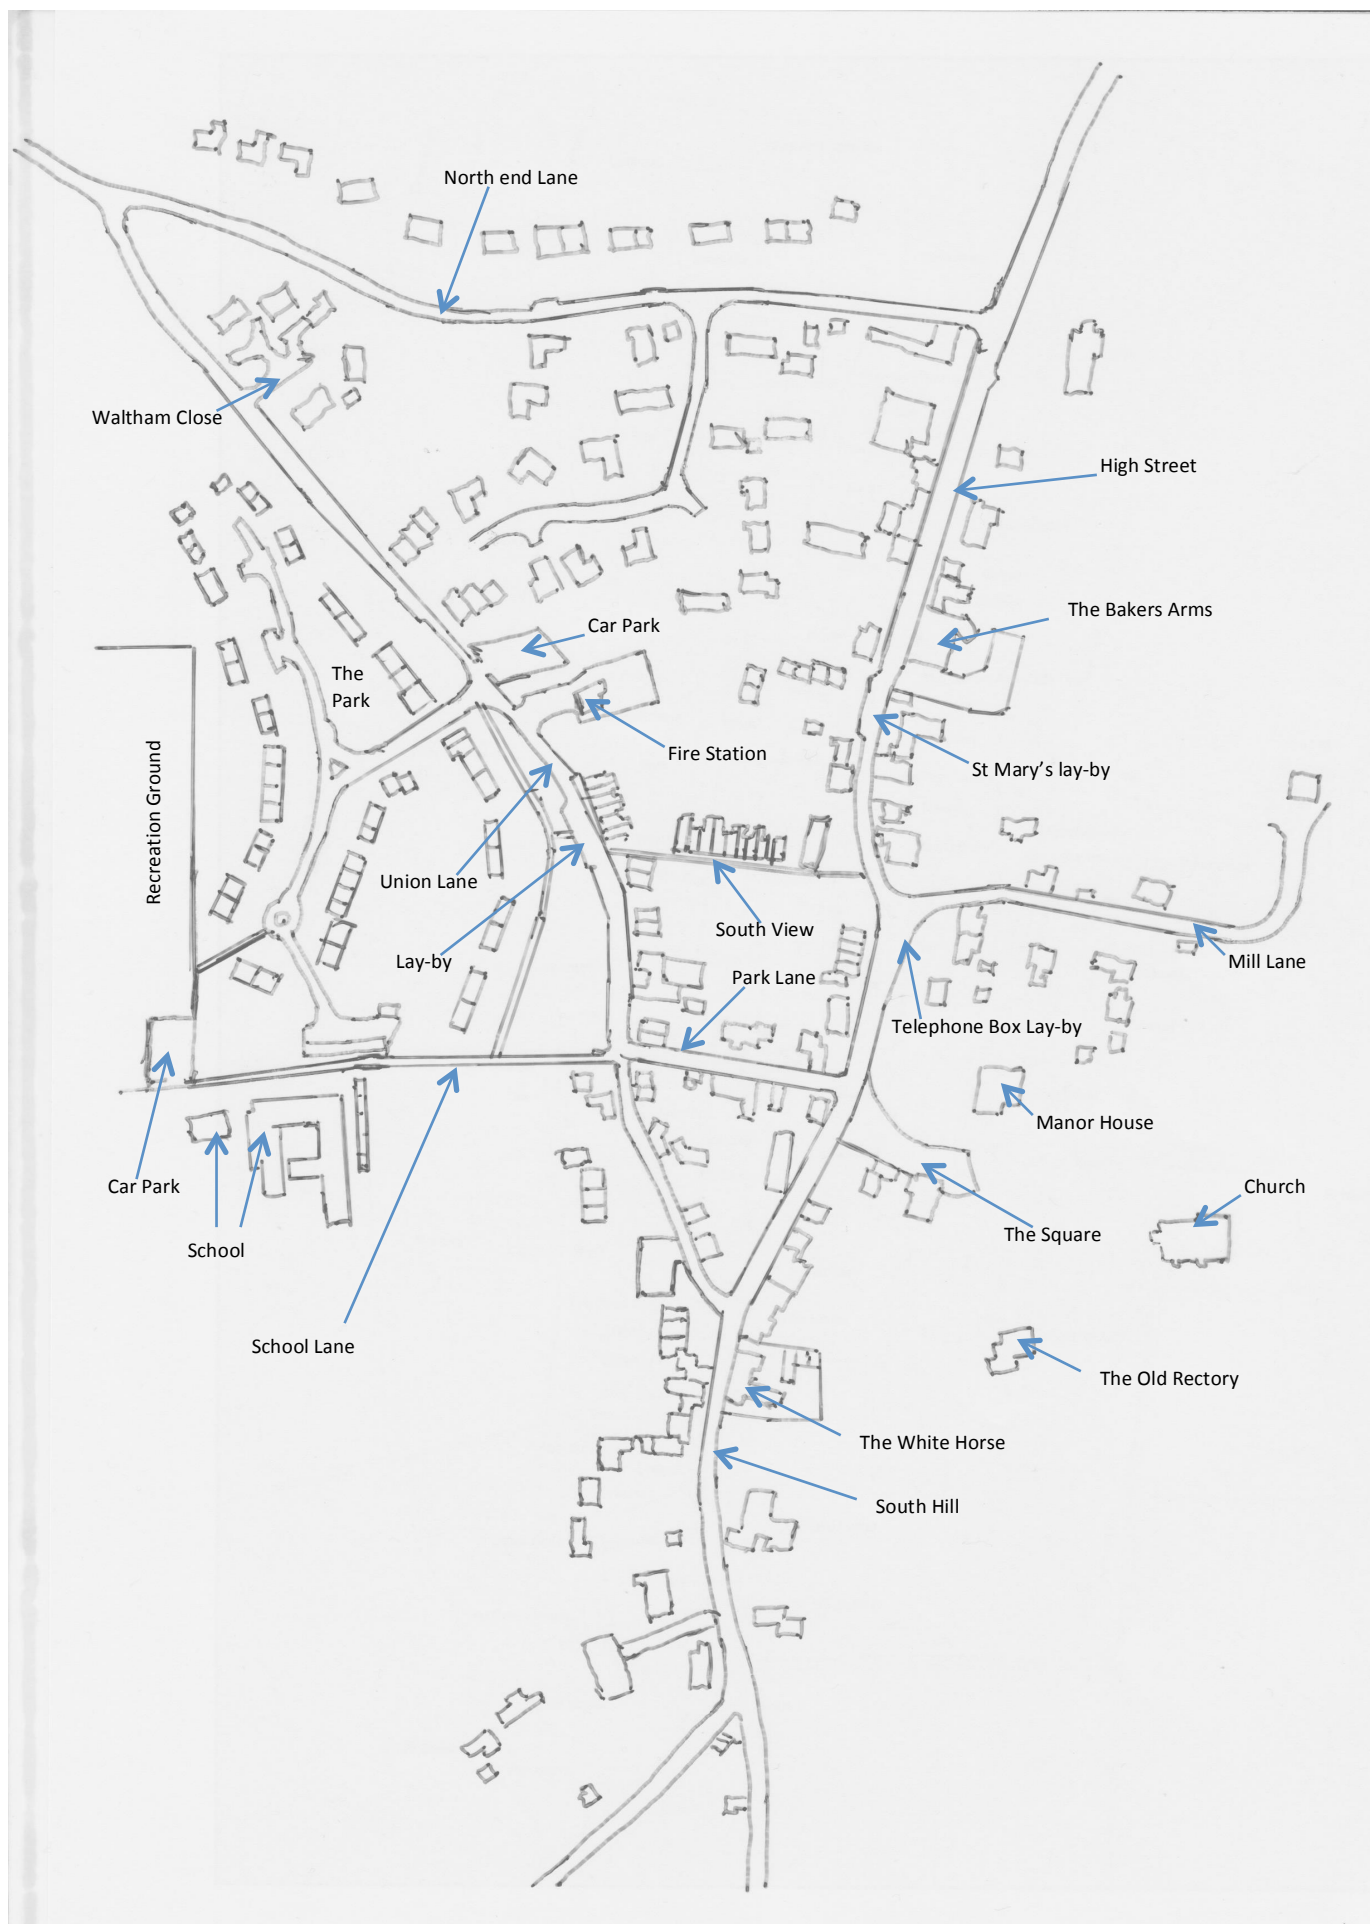 North end Lane
Waltham Close
High Street
The Bakers Arms
Car Park
The
Park
Fire Station
St Mary’s lay-by
Recreation Ground
Union Lane
South View
Lay-by
Mill Lane
Park Lane
Telephone Box Lay-by
Manor House
Car Park
Church
The Square
School
School Lane
The Old Rectory
The White Horse
South Hill